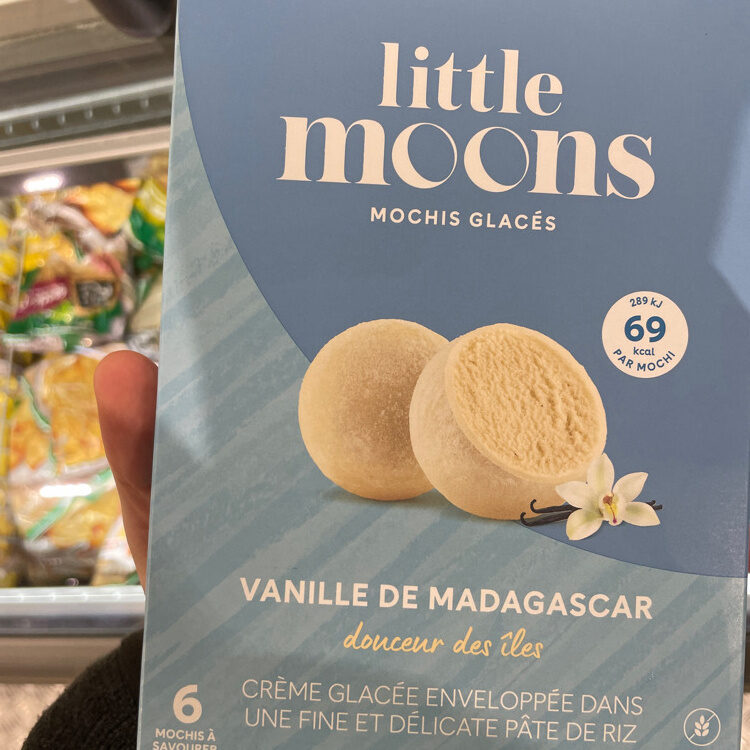 little
moons
MOCHIS GLACÉS
289 kJ
69
kcal
PAR MOCHI
VANILLE DE MADAGASCAR
douceur des îles
6
MOCHIS À
SAVOURER
CRÈME GLACÉE ENVELOPPÉE DANS
UNE FINE ET DÉLICATE PÂTE DE RIZ